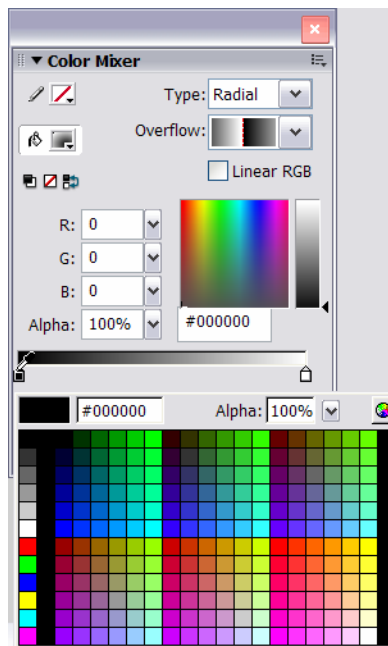 Color Mixer
Type: Radial
Overflow:
Linear RGB
R: 0
G: 0
B: 0
Alpha: 100%
#000000
#000000 Alpha: 100%